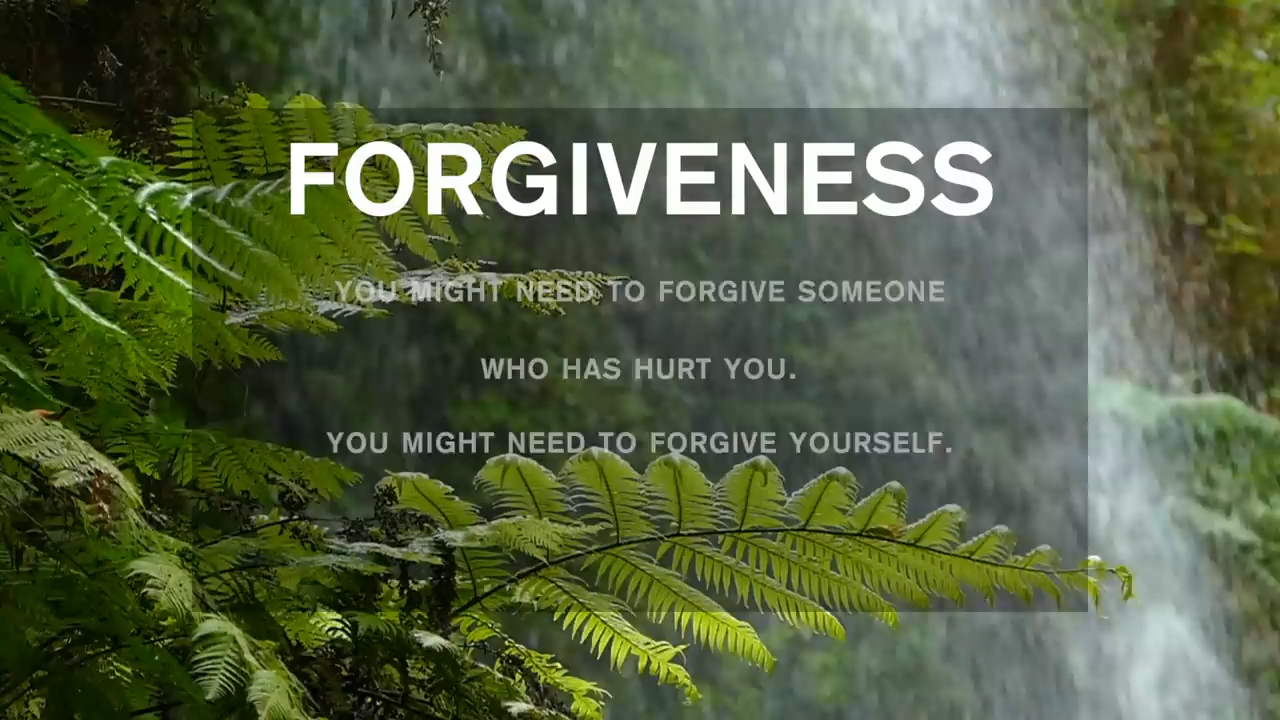 FORGIVENESS
YOU MIGHT NEED TO FORGIVE SOMEONE
WHO HAS HURT YOU.
YOU MIGHT NEED TO FORGIVE YOURSELF.